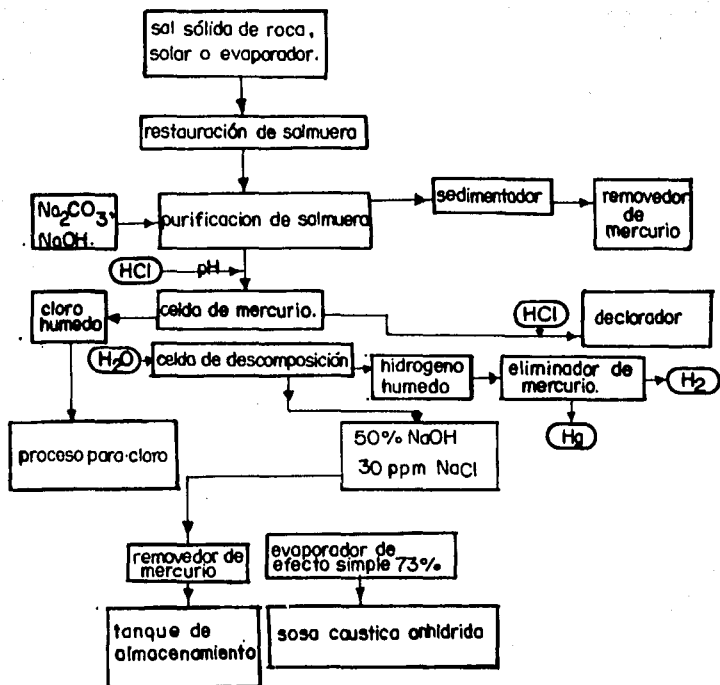 sal sólida de roca,
solar o evaporador.
restauración de salmuera
Na2CO3,
NaOH.
purificacion de salmuera
sedimentador
removedor
de
mercurio
HCl
pH
cloro
humedo
celda de mercurio.
HCl
declorador
H2O
celda de descomposición
hidrogeno
humedo
eliminador de
mercurio.
H2
Hg
proceso para cloro
50% NaOH
30 ppm NaCl
removedor de
mercurio
evaporador de
efecto simple 73%
tanque de
almacenamiento
sosa caustica anhidrida